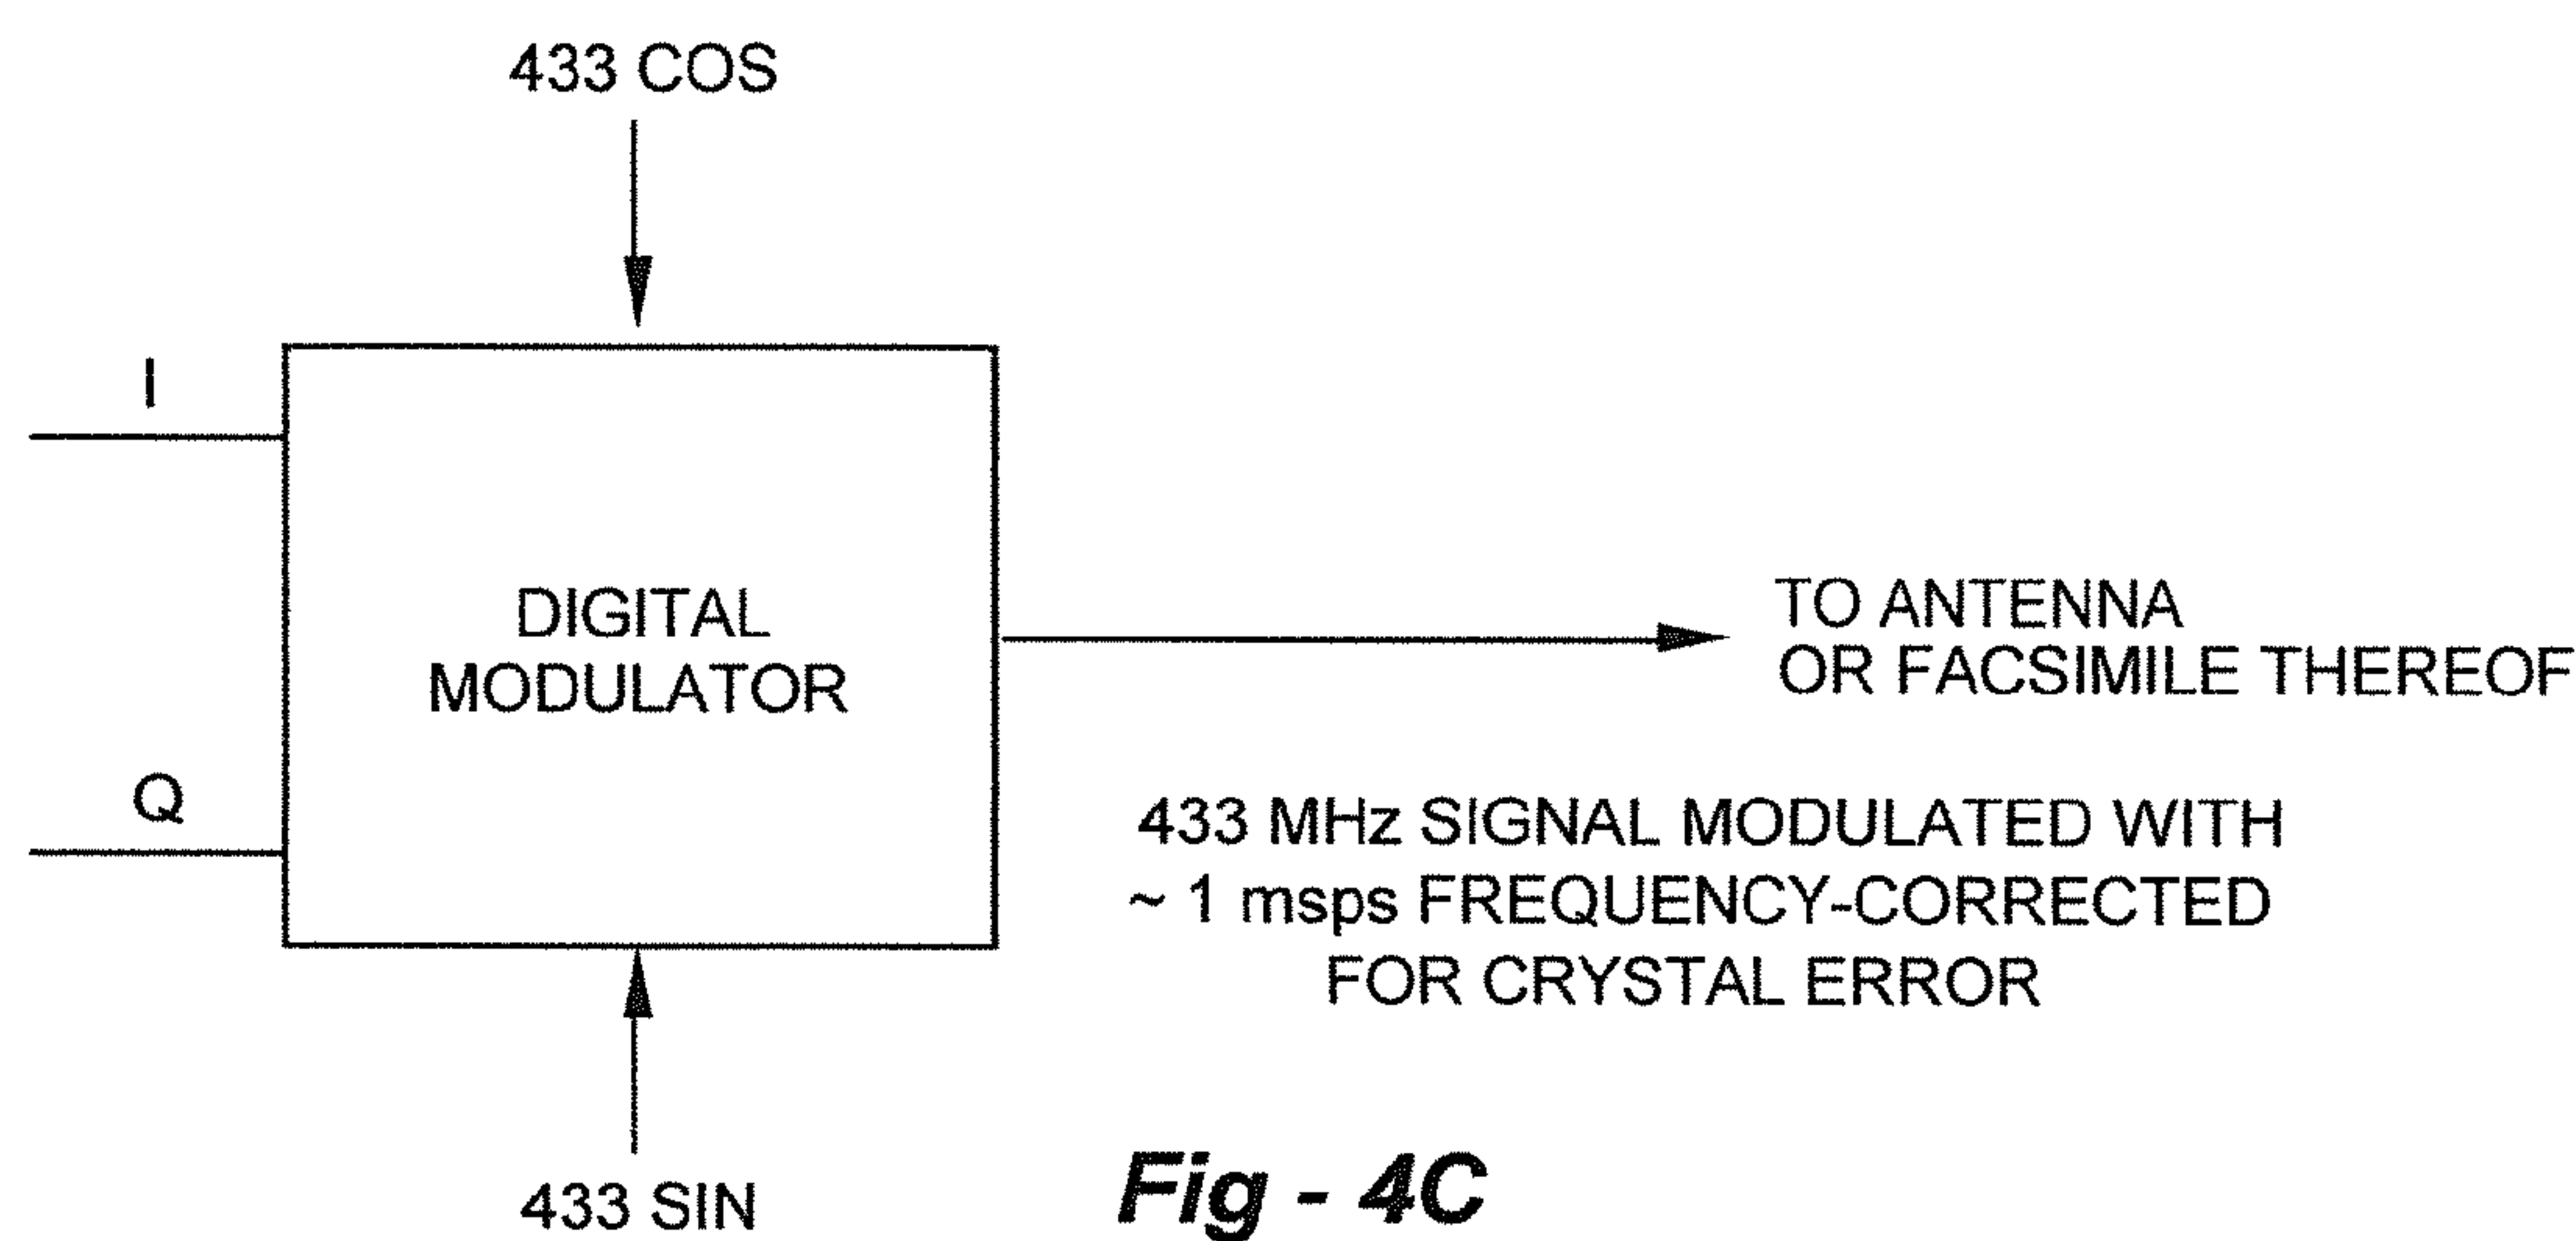 433 COS
I
DIGITAL
MODULATOR
TO ANTENNA
OR FACSIMILE THEREOF
Q
433 MHz SIGNAL MODULATED WITH
~ 1 msps FREQUENCY-CORRECTED
FOR CRYSTAL ERROR
433 SIN
Fig - 4C